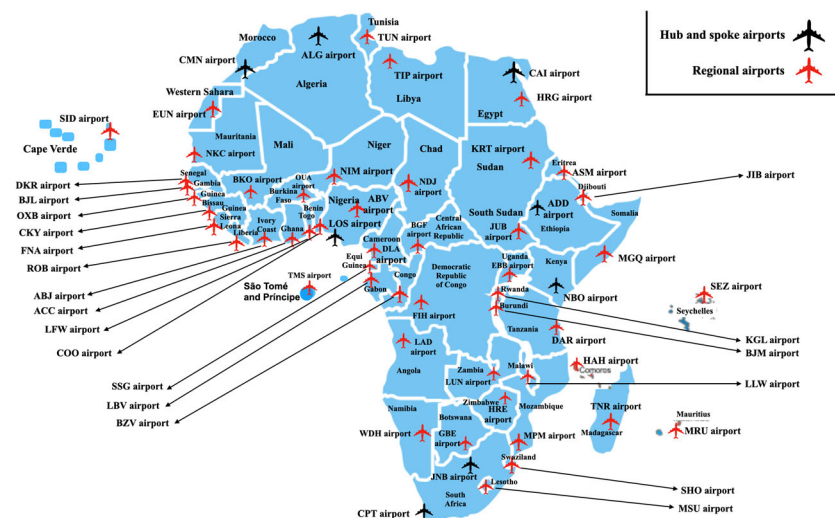 Hub and spoke airports
Regional airports
Tunisia
TUN airport
Morocco
CMN airport
ALG airport
Algeria
TIP airport
Libya
CAI airport
HRG airport
Egypt
Western Sahara
EUN airport
SID airport
Cape Verde
Mauritania
NKC airport
Mali
Niger
NIM airport
Chad
NDJ airport
KRT airport
Sudan
Eritrea
ASM airport
Djibouti
JIB airport
Senegal
Gambia
Guinea
Bissau
Guinea
Sierra
Leona
Liberia
DKR airport
BJL airport
OXB airport
CKY airport
FNA airport
ROB airport
ABJ airport
ACC airport
LFW airport
COO airport
BKO airport
OUA
airport
Burkina
Faso
Ivory
Coast
Ghana
Benin
Togo
Nigeria
ABV
airport
LOS airport
Cameroon
DLA
airport
Equi
Guinea
BGF
airport
Central
African
Republic
South Sudan
JUB
airport
ADD
airport
Ethiopia
Somalia
MGQ airport
São Tomé
and Príncipe
TMS airport
Gabon
Congo
Democratic
Republic
of Congo
FIH airport
Uganda
EBB airport
Kenya
NBO airport
Rwanda
Burundi
Tanzania
DAR airport
SEZ airport
Seychelles
KGL airport
BJM airport
SSG airport
LBV airport
BZV airport
LAD
airport
Angola
Zambia
LUN airport
Malawi
LLW airport
HAH airport
Comoros
Zimbabwe
HRE
airport
Mozambique
TNR airport
Madagascar
Mauritius
MRU airport
Namibia
WDH airport
Botswana
GBE
airport
MPM airport
Swaziland
SHO airport
JNB airport
Lesotho
MSU airport
South
Africa
CPT airport